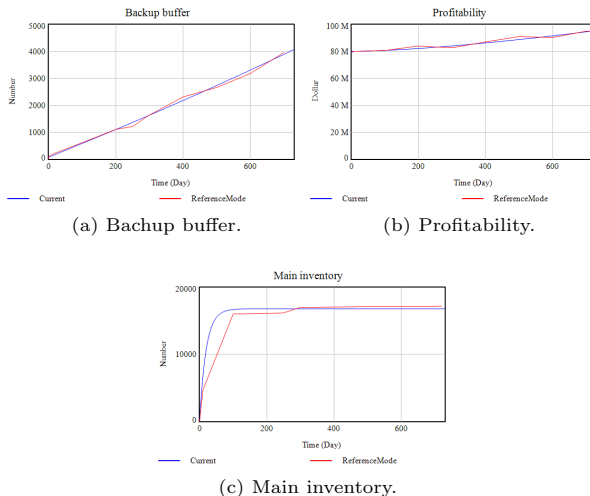 Backup buffer
5000
4000
3000
2000
1000
0
Number
0 200 400 600
Time (Day)
Current ReferenceMode
(a) Bachup buffer.
Profitability
100 M
80 M
60 M
40 M
20 M
0
Dollar
0 200 400 600
Time (Day)
Current ReferenceMode
(b) Profitability.
Main inventory
20000
10000
0
Number
0 200 400 600
Time (Day)
Current ReferenceMode
(c) Main inventory.